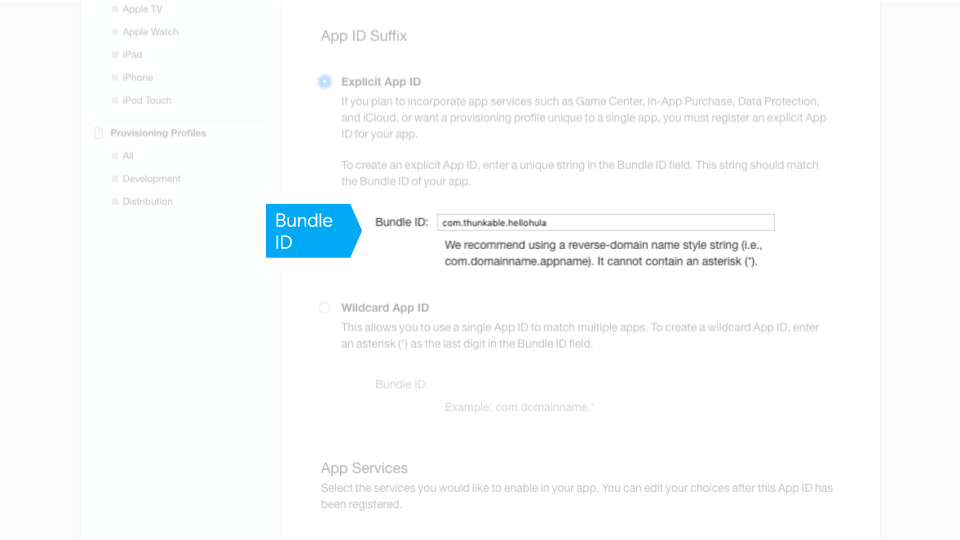 Apple TV
Apple Watch
iPad
iPhone
iPod Touch
Provisioning Profiles
All
Development
Distribution
App ID Suffix
Explicit App ID
If you plan to incorporate app services such as Game Center, In-App Purchase, Data Protection,
and iCloud, or want a provisioning profile unique to a single app, you must register an explicit App
ID for your app.
To create an explicit App ID, enter a unique string in the Bundle ID field. This string should match
the Bundle ID of your app.
Bundle
ID
Bundle ID: com.thunkable.hellohula
We recommend using a reverse-domain name style string (i.e.,
com.domainname.appname). It cannot contain an asterisk (*).
Wildcard App ID
This allows you to use a single App ID to match multiple apps. To create a wildcard App ID, enter
an asterisk (*) as the last digit in the Bundle ID field.
Bundle ID:
Example: com.domainname.*
App Services
Select the services you would like to enable in your app. You can edit your choices after this App ID has
been registered.